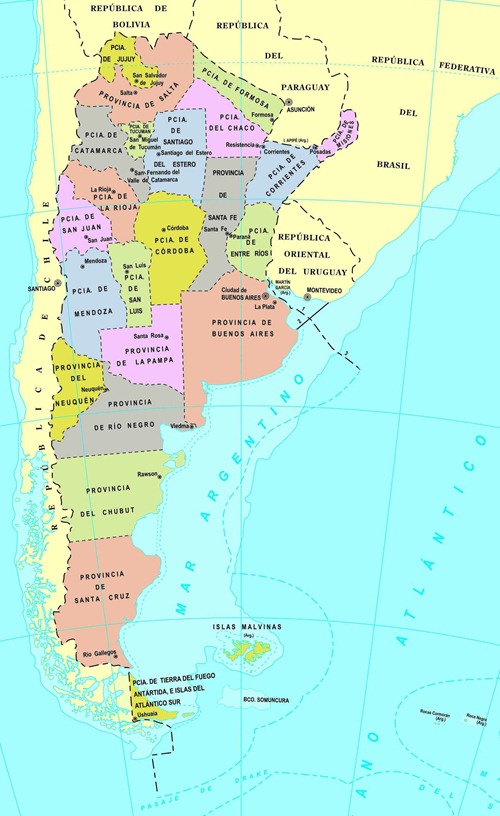 REPÚBLICA DE
BOLIVIA
REPÚBLICA
DEL
PARAGUAY
ASUNCIÓN
REPÚBLICA FEDERATIVA
DEL
BRASIL
PCIA.
DE JUJUY
San Salvador
de Jujuy
Salta
PROVINCIA DE SALTA
PCIA. DE FORMOSA
Formosa
PCIA.
DEL CHACO
Resistencia
I. APIPÉ (Arg.)
Posadas
PCIA. DE
MISIONES
Corrientes
PCIA. DE
CORRIENTES
PCIA. DE
TUCUMÁN
San Miguel
de Tucumán
PCIA.
DE
SANTIAGO
Santiago del Estero
DEL
ESTERO
PCIA. DE
CATAMARCA
San Fernando del
Valle de Catamarca
PROVINCIA
DE
SANTA FE
Santa Fe
La Rioja
PCIA. DE
LA RIOJA
PCIA. DE
SAN JUAN
San Juan
Córdoba
PCIA. DE
CÓRDOBA
Paraná
PCIA.
DE
ENTRE RÍOS
REPÚBLICA
ORIENTAL
DEL URUGUAY
MONTEVIDEO
MARTÍN
GARCÍA
(Arg.)
Mendoza
PCIA. DE
MENDOZA
San Luis
PCIA.
DE
SAN
LUIS
SANTIAGO
Ciudad de
BUENOS AIRES
La Plata
PROVINCIA DE
BUENOS AIRES
1
2
3
Santa Rosa
PROVINCIA
DE LA PAMPA
PROVINCIA
DEL
NEUQUÉN
Neuquén
PROVINCIA
DE RÍO NEGRO
Viedma
Rawson
PROVINCIA
DEL CHUBUT
PROVINCIA
DE
SANTA CRUZ
Río Gallegos
REPÚBLICA DE CHILE
MAR ARGENTINO
ANO ATLÁNTICO
ISLAS MALVINAS
(Arg.)
PCIA. DE TIERRA DEL FUEGO
ANTÁRTIDA, E ISLAS DEL
ATLÁNTICO SUR
Ushuaia
BCO. SOMUNCURA
Rocas Cormorán
(Arg.)
Roca Negra
(Arg.)
PASAJE DE DRAKE
M
DEL S